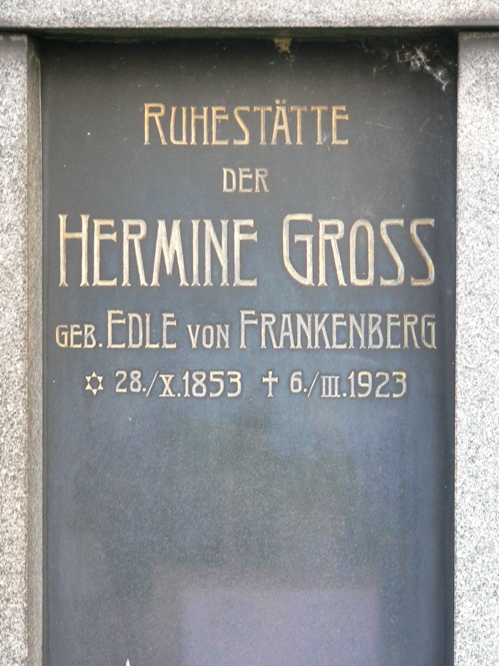 RUHESTÄTTE
DER
HERMINE GROSS
GEB. EDLE VON FRANKENBERG
✡ 28./X.1853 ✝ 6./III.1923